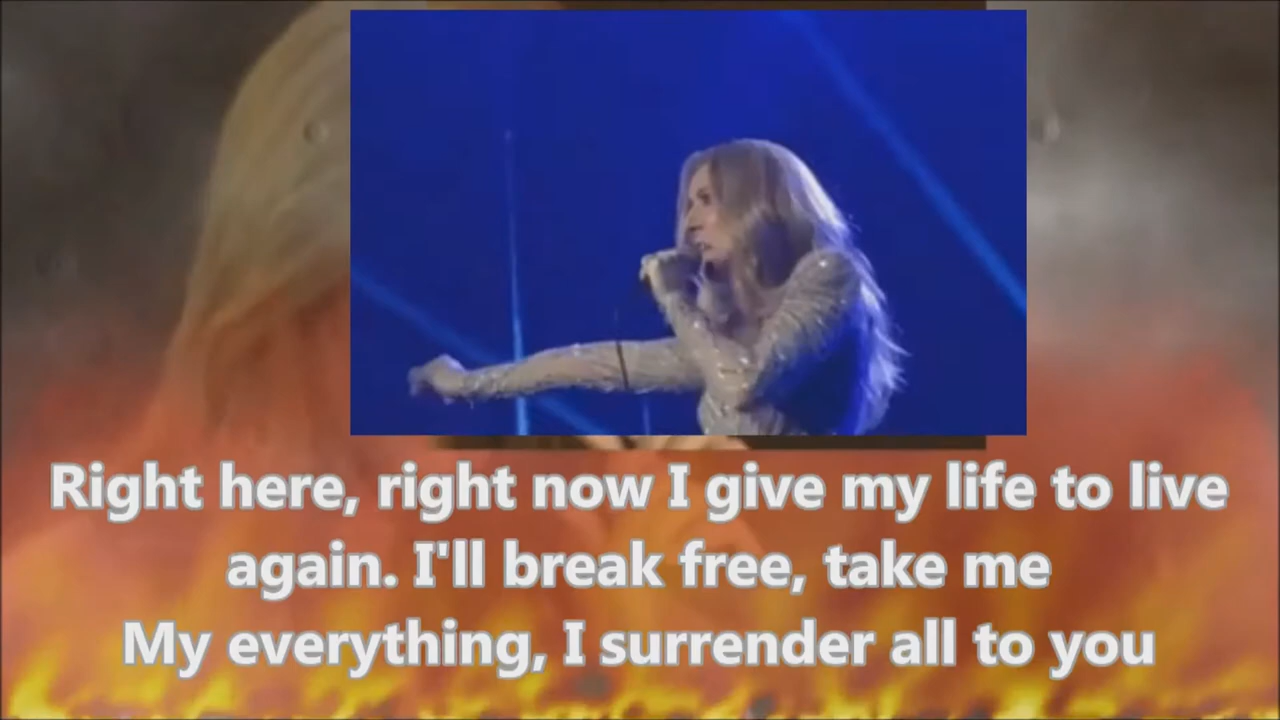 Right here, right now I give my life to live
again. I'll break free, take me
My everything, I surrender all to you